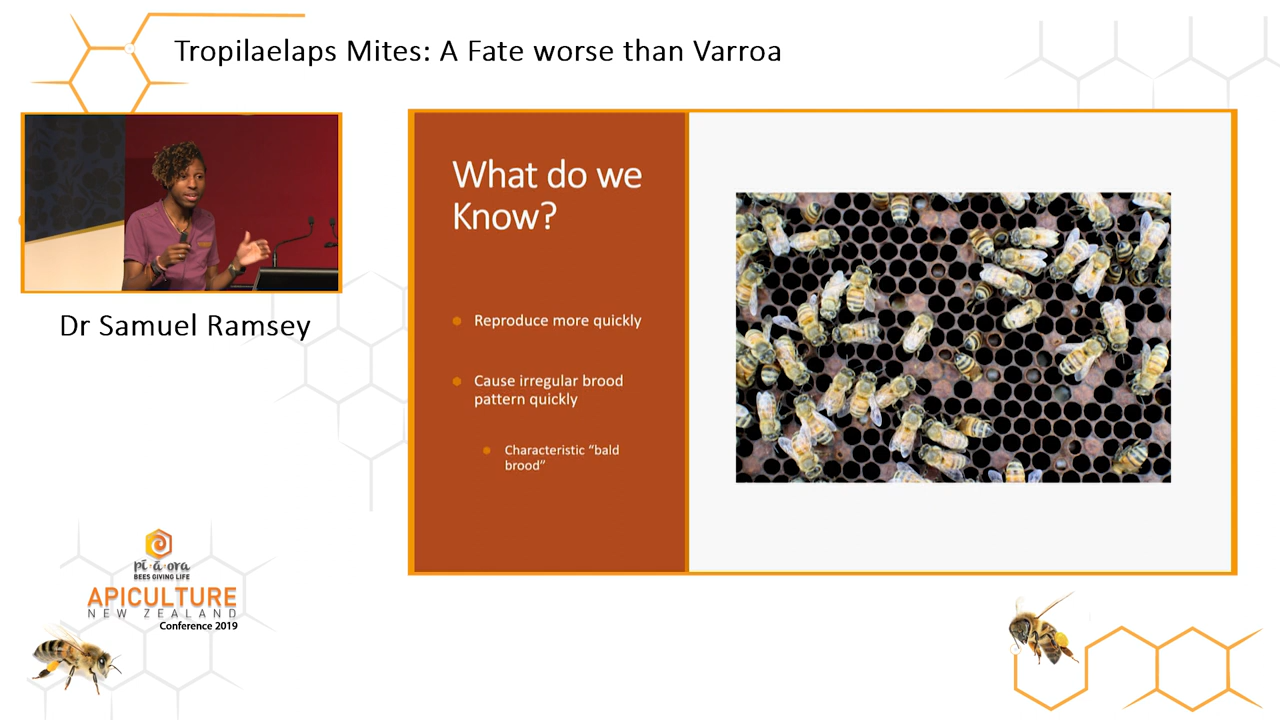 Tropilaelaps Mites: A Fate worse than Varroa
Dr Samuel Ramsey
What do we
Know?
Reproduce more quickly
Cause irregular brood
pattern quickly
Characteristic “bald
brood”
pī-ā-ora
BEES GIVING LIFE
APICULTURE
NEW ZEALAND
Conference 2019